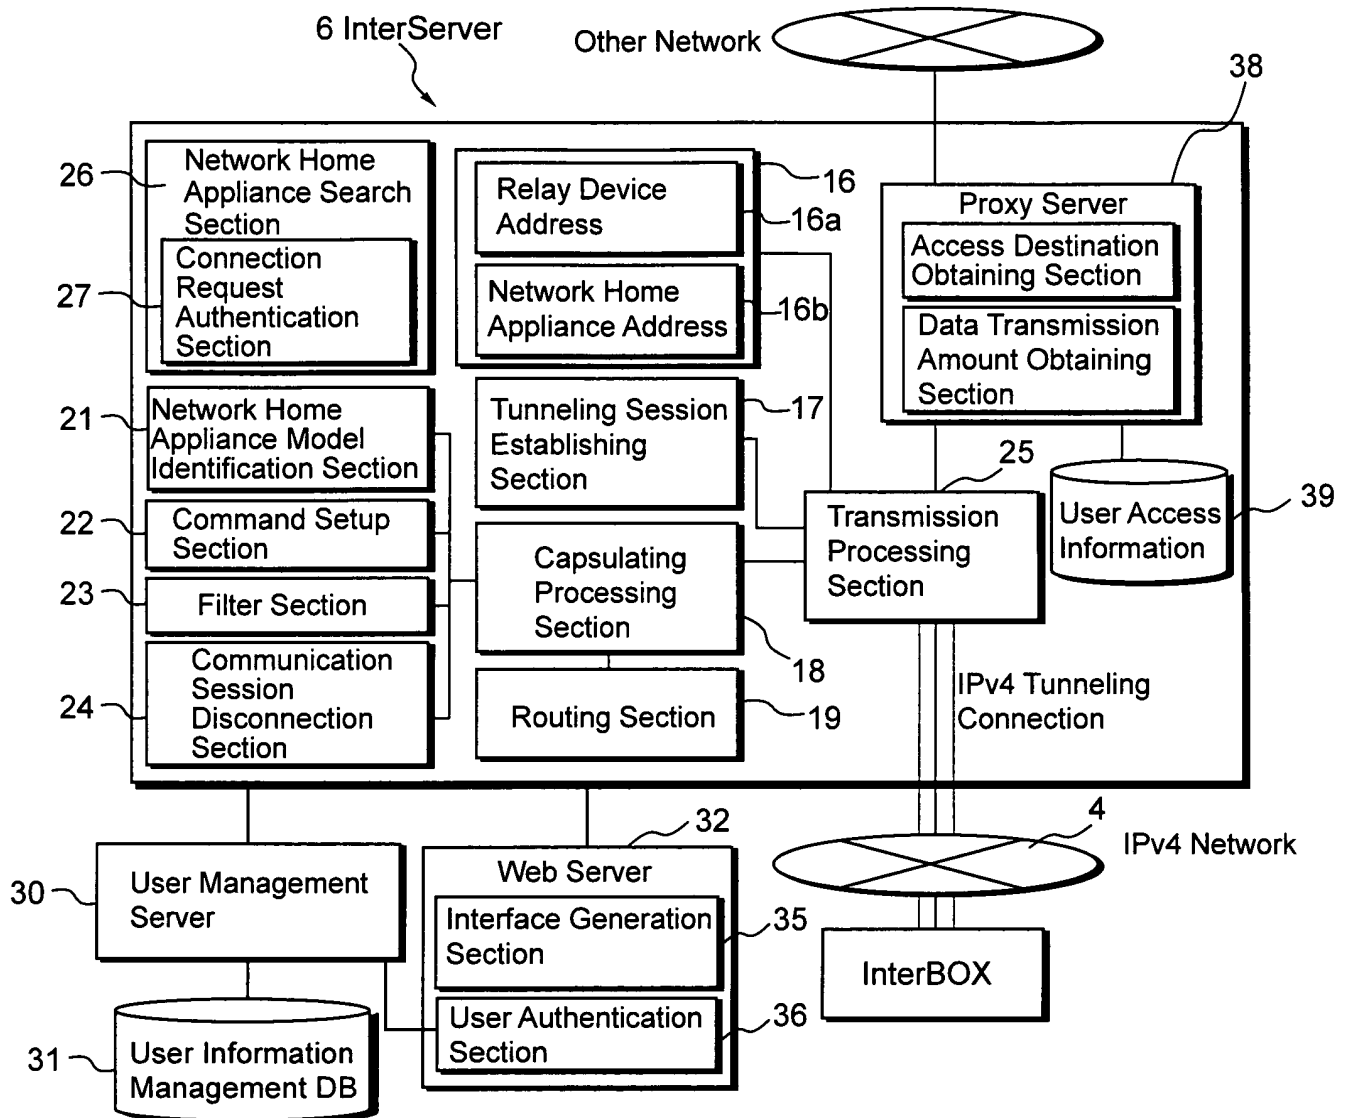 6 InterServer
Other Network
38
26
Network Home
Appliance Search
Section
27
Connection
Request
Authentication
Section
16
Relay Device
Address
16a
Network Home
Appliance Address
16b
Proxy Server
Access Destination
Obtaining Section
Data Transmission
Amount Obtaining
Section
21
Network Home
Appliance Model
Identification Section
Tunneling Session
Establishing
Section
17
25
Transmission
Processing
Section
User Access
Information
39
22
Command Setup
Section
23
Filter Section
Capsulating
Processing
Section
18
24
Communication
Session
Disconnection
Section
Routing Section
19
IPv4 Tunneling
Connection
30
User Management
Server
32
Web Server
Interface Generation
Section
35
User Authentication
Section
36
4
IPv4 Network
InterBOX
31
User Information
Management DB